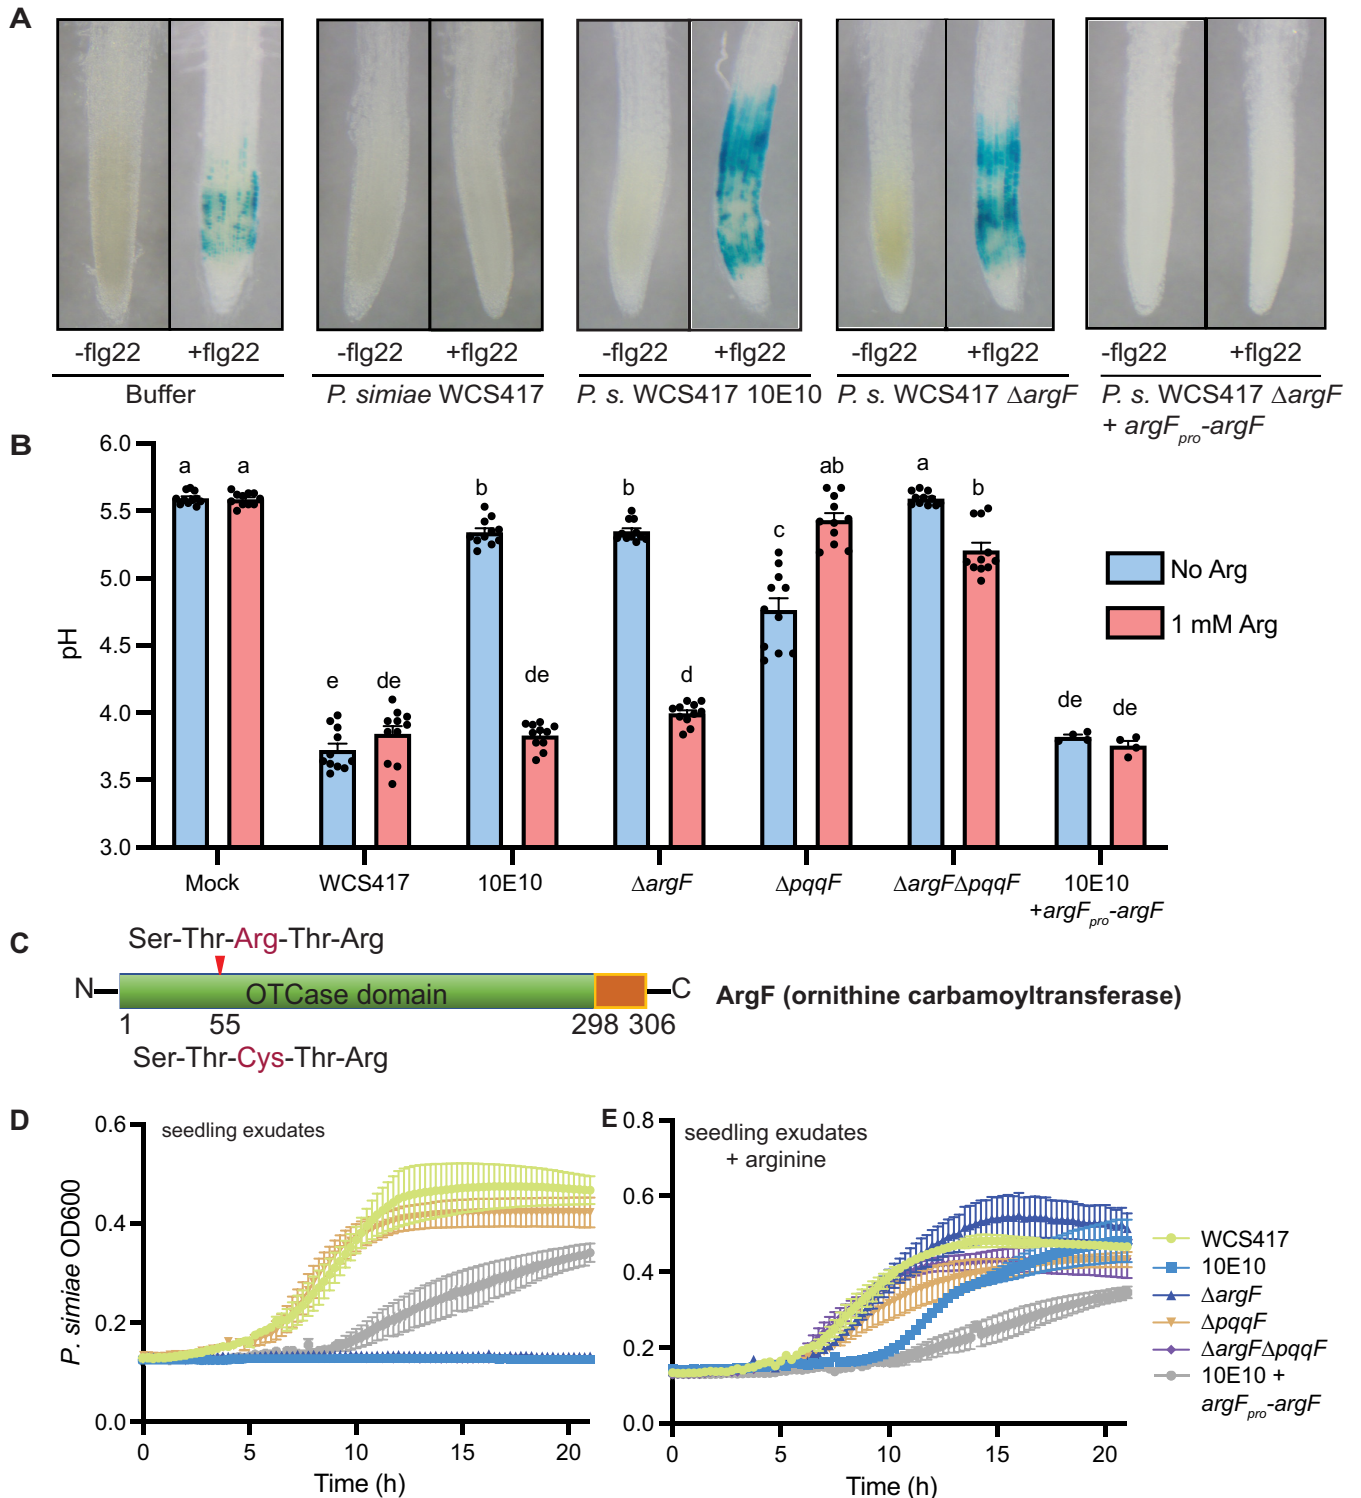 A
-flg22 +flg22 -flg22 +flg22 -flg22 +flg22 -flg22 +flg22 -flg22 +flg22
Buffer P. simiae WCS417 P. s. WCS417 10E10 P. s. WCS417 ΔargF P. s. WCS417 ΔargF
+ argFpro-argF
B
6.0
5.5
5.0
4.5
4.0
3.5
3.0
pH
a a e de b de b d c ab a b de de
No Arg
1 mM Arg
Mock WCS417 10E10 ΔargF ΔpqqF ΔargFΔpqqF 10E10
+argFpro-argF
C
Ser-Thr-Arg-Thr-Arg
N OTCase domain C ArgF (ornithine carbamoyltransferase)
1 55 298 306
Ser-Thr-Cys-Thr-Arg
D
seedling exudates
0.6
0.4
0.2
0.0
P. simiae OD600
0 5 10 15 20
Time (h)
E
seedling exudates
+ arginine
0.8
0.6
0.4
0.2
0.0
0 5 10 15 20
Time (h)
WCS417
10E10
ΔargF
ΔpqqF
ΔargFΔpqqF
10E10 +
argFpro-argF